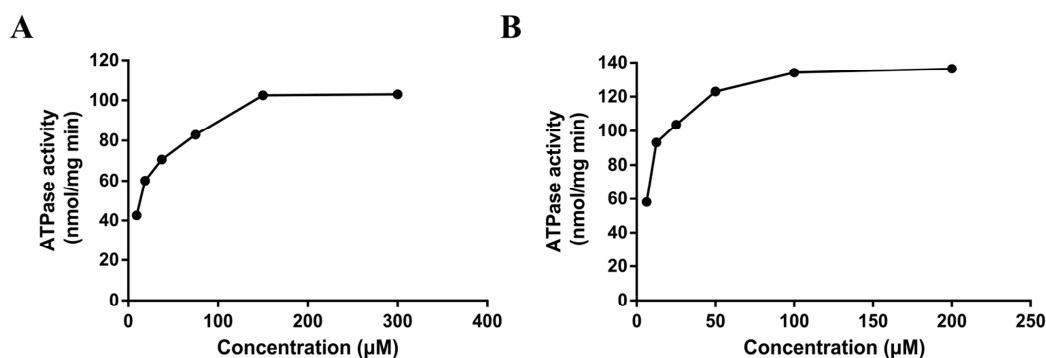 A
ATPase activity
(nmol/mg min)
120
100
80
60
40
20
0
0 100 200 300 400
Concentration (µM)
B
ATPase activity
(nmol/mg min)
140
120
100
80
60
40
20
0
0 50 100 150 200 250
Concentration (µM)